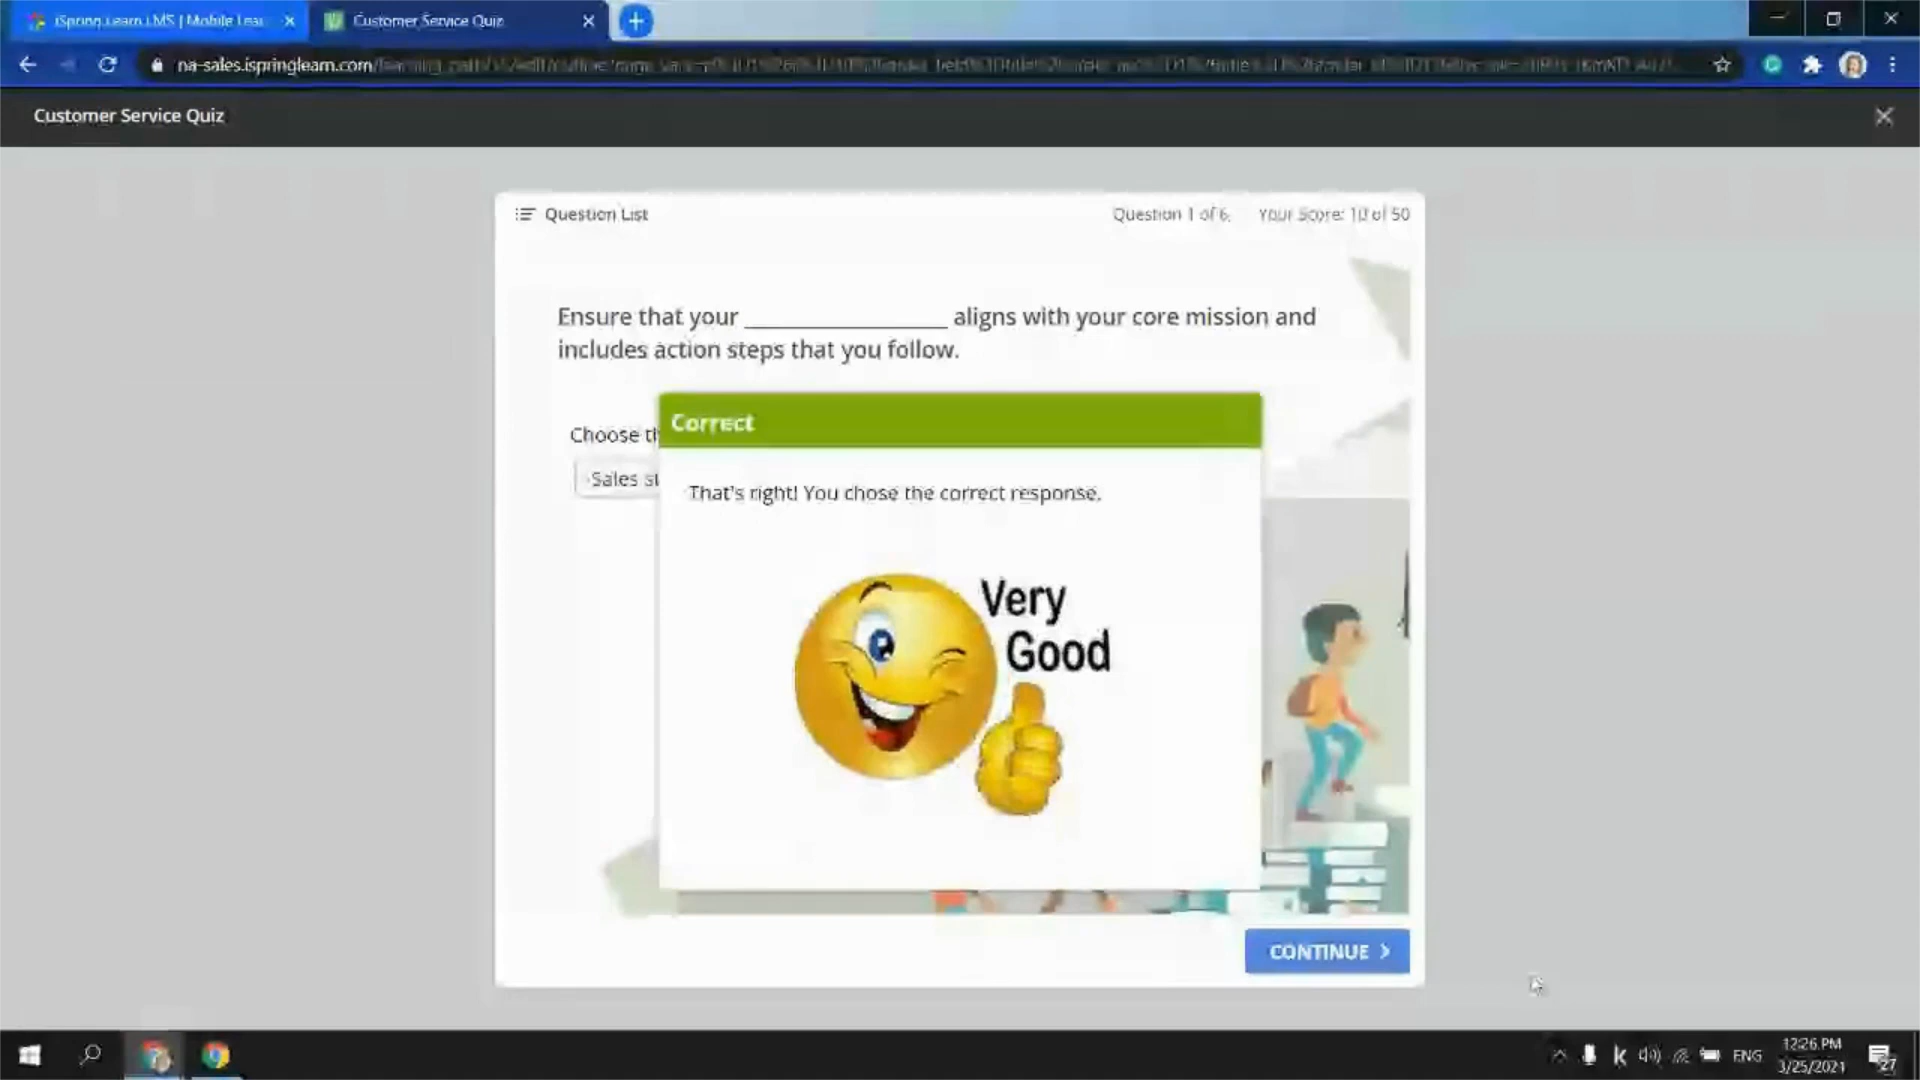 iSpring Learn LMS | Mobile Lear
Customer Service Quiz
na-sales.ispringlearn.com
Customer Service Quiz
Question List
Question 1 of 6
Your Score: 10 of 50
Ensure that your ________________ aligns with your core mission and
includes action steps that you follow.
Choose th
Sales st
Correct
That's right! You chose the correct response.
Very
Good
CONTINUE
ENG
12:26 PM
3/25/2021
27